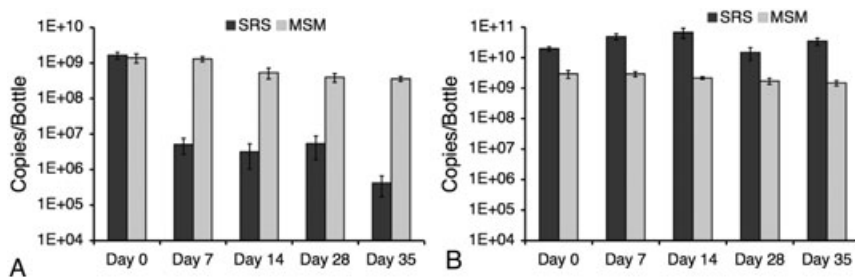 SRS MSM
1E+10
1E+09
1E+08
1E+07
1E+06
1E+05
1E+04
Copies/Bottle
Day 0 Day 7 Day 14 Day 28 Day 35
A
SRS MSM
1E+11
1E+10
1E+09
1E+08
1E+07
1E+06
1E+05
1E+04
Copies/Bottle
Day 0 Day 7 Day 14 Day 28 Day 35
B